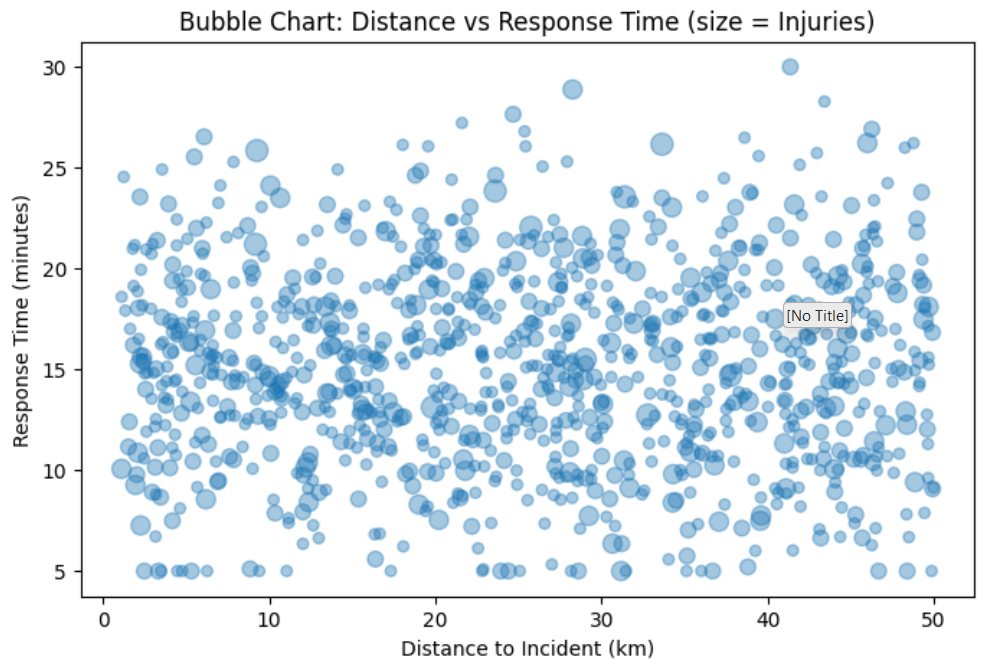 Bubble Chart: Distance vs Response Time (size = Injuries)
Response Time (minutes)
30
25
20
15
10
5
[No Title]
0 10 20 30 40 50
Distance to Incident (km)